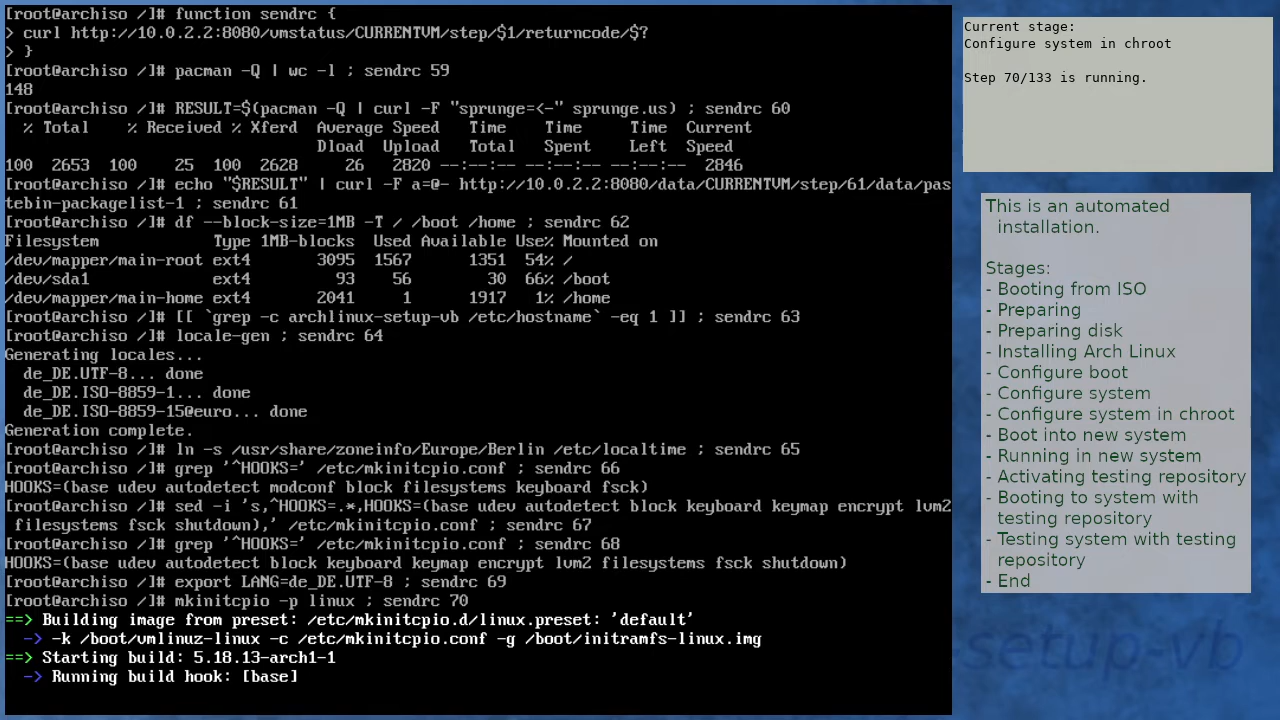 [root@archiso /]# function sendrc {
> curl http://10.0.2.2:8080/vmstatus/CURRENTVM/step/$1/returncode/$?
> }
[root@archiso /]# pacman -Q | wc -l ; sendrc 59
148
[root@archiso /]# RESULT=$(pacman -Q | curl -F "sprunge=<-" sprunge.us) ; sendrc 60
  % Total    % Received % Xferd  Average Speed   Time    Time     Time  Current
                                 Dload  Upload   Total   Spent    Left  Speed
100  2653  100    25  100  2628     26   2820 --:--:-- --:--:-- --:--:--  2846
[root@archiso /]# echo "$RESULT" | curl -F a=@- http://10.0.2.2:8080/data/CURRENTVM/step/61/data/pas
tebin-packagelist-1 ; sendrc 61
[root@archiso /]# df --block-size=1MB -T / /boot /home ; sendrc 62
Filesystem            Type 1MB-blocks  Used Available Use% Mounted on
/dev/mapper/main-root ext4       3095  1567      1351  54% /
/dev/sda1             ext4         93    56        30  66% /boot
/dev/mapper/main-home ext4       2041     1      1917   1% /home
[root@archiso /]# [[ `grep -c archlinux-setup-vb /etc/hostname` -eq 1 ]] ; sendrc 63
[root@archiso /]# locale-gen ; sendrc 64
Generating locales...
  de_DE.UTF-8... done
  de_DE.ISO-8859-1... done
  de_DE.ISO-8859-15@euro... done
Generation complete.
[root@archiso /]# ln -s /usr/share/zoneinfo/Europe/Berlin /etc/localtime ; sendrc 65
[root@archiso /]# grep '^HOOKS=' /etc/mkinitcpio.conf ; sendrc 66
HOOKS=(base udev autodetect modconf block filesystems keyboard fsck)
[root@archiso /]# sed -i 's,^HOOKS=.*,HOOKS=(base udev autodetect block keyboard keymap encrypt lvm2
 filesystems fsck shutdown),' /etc/mkinitcpio.conf ; sendrc 67
[root@archiso /]# grep '^HOOKS=' /etc/mkinitcpio.conf ; sendrc 68
HOOKS=(base udev autodetect block keyboard keymap encrypt lvm2 filesystems fsck shutdown)
[root@archiso /]# export LANG=de_DE.UTF-8 ; sendrc 69
[root@archiso /]# mkinitcpio -p linux ; sendrc 70
==> Building image from preset: /etc/mkinitcpio.d/linux.preset: 'default'
  -> -k /boot/vmlinuz-linux -c /etc/mkinitcpio.conf -g /boot/initramfs-linux.img
==> Starting build: 5.18.13-arch1-1
  -> Running build hook: [base]
Current stage:
Configure system in chroot
Step 70/133 is running.
This is an automated
installation.
Stages:
- Booting from ISO
- Preparing
- Preparing disk
- Installing Arch Linux
- Configure boot
- Configure system
- Configure system in chroot
- Boot into new system
- Running in new system
- Activating testing repository
- Booting to system with
testing repository
- Testing system with testing
repository
- End
-setup-vb